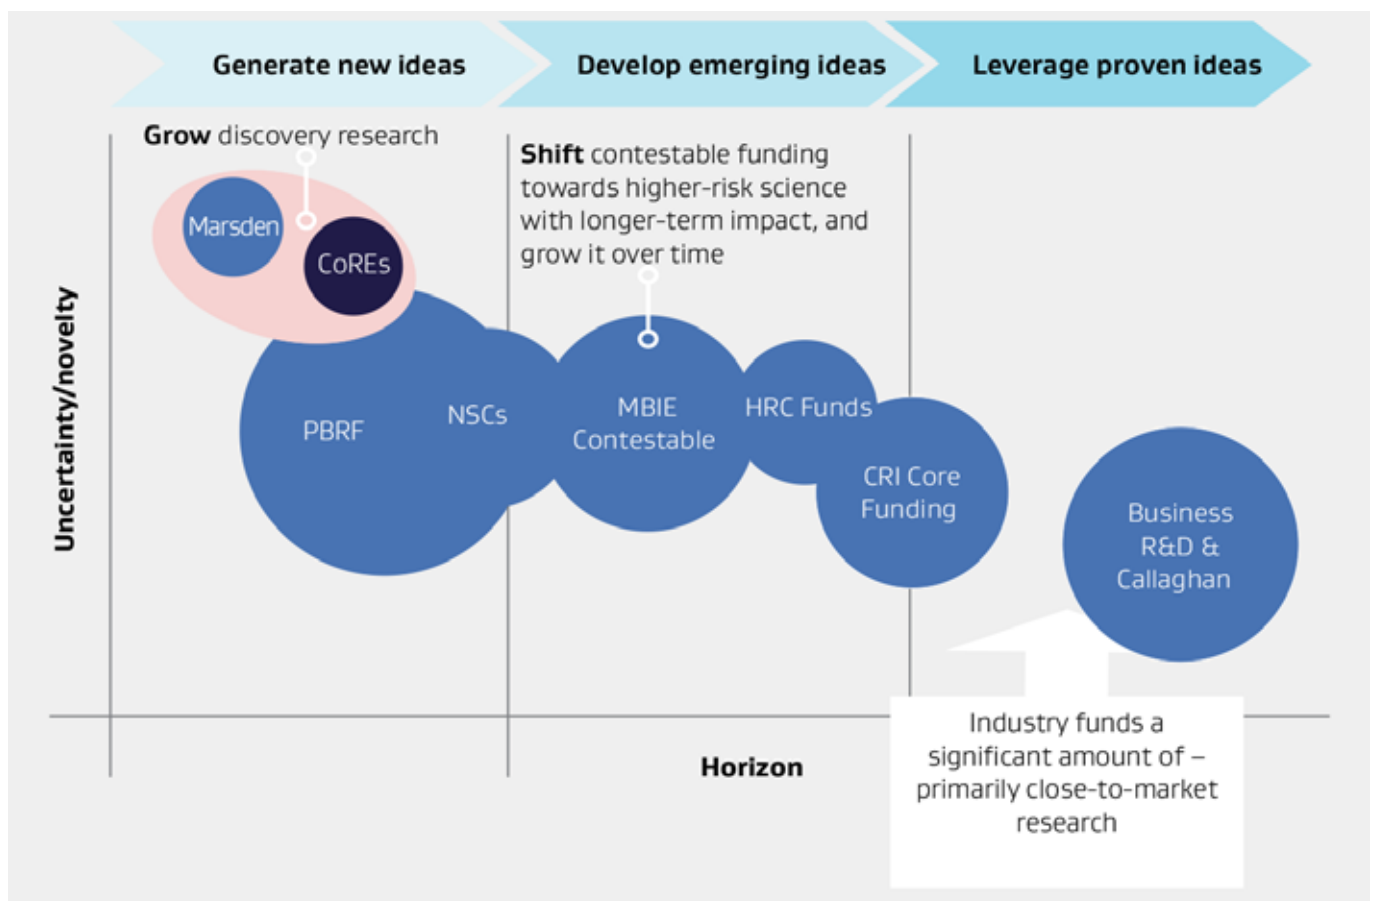 Generate new ideas
Develop emerging ideas
Leverage proven ideas
Grow discovery research
Shift contestable funding
towards higher-risk science
with longer-term impact, and
grow it over time
Marsden
CoREs
Uncertainty/novelty
PBRF
NSCs
MBIE
Contestable
HRC Funds
CRI Core
Funding
Business
R&D &
Callaghan
Industry funds a
significant amount of –
primarily close-to-market
research
Horizon